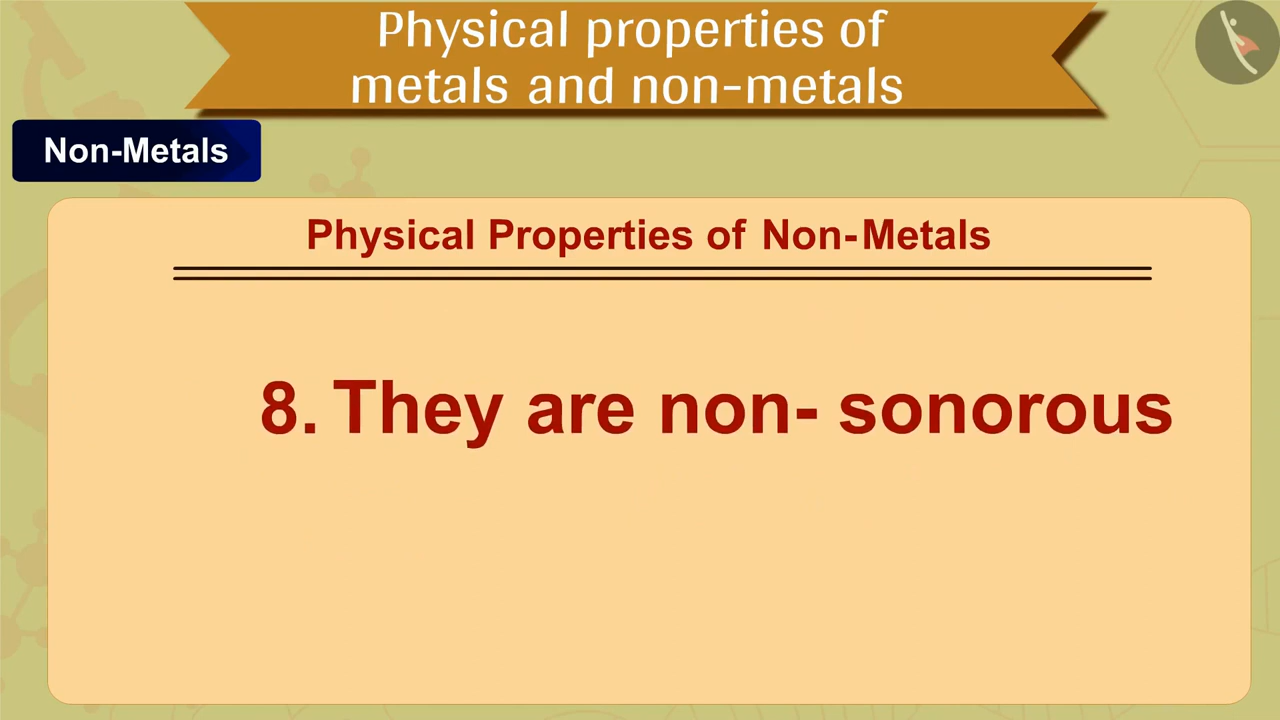 Physical properties of
metals and non-metals
Non-Metals
Physical Properties of Non-Metals
8. They are non- sonorous